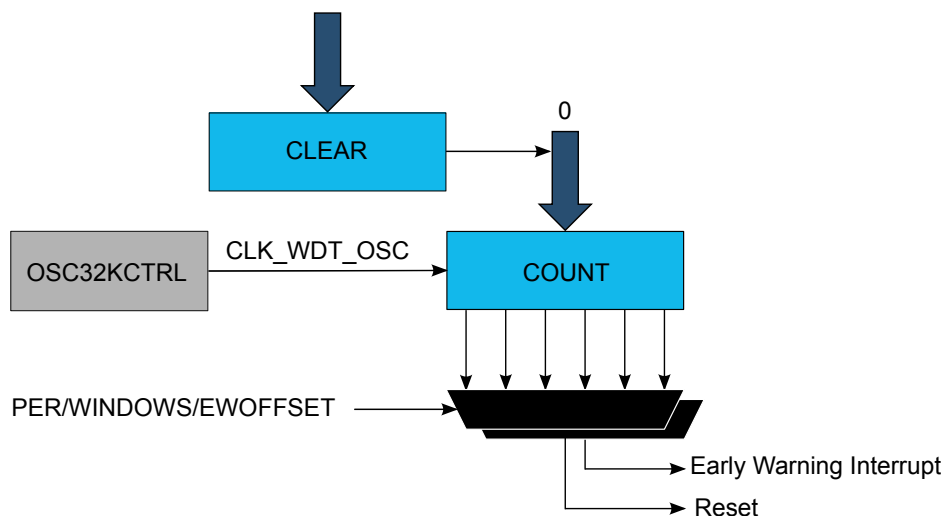 0
CLEAR
CLK_WDT_OSC
OSC32KCTRL
COUNT
PER/WINDOWS/EWOFFSET
Early Warning Interrupt
Reset